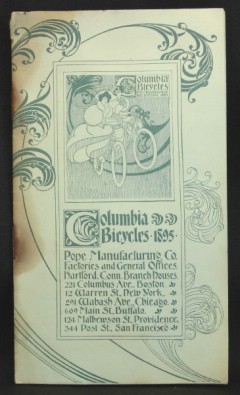 Columbia
Bicycles
Columbia
Bicycles · 1895 ·
Pope Manufacturing Co.
Factories and General Offices
Hartford. Conn. Branch Houses
221 Columbus Ave. Boston
12 Warren St. New York.
291 Wabash Ave. Chicago.
609 Main St. Buffalo.
124 Mathewson St. Providence.
344 Post St. San Francisco